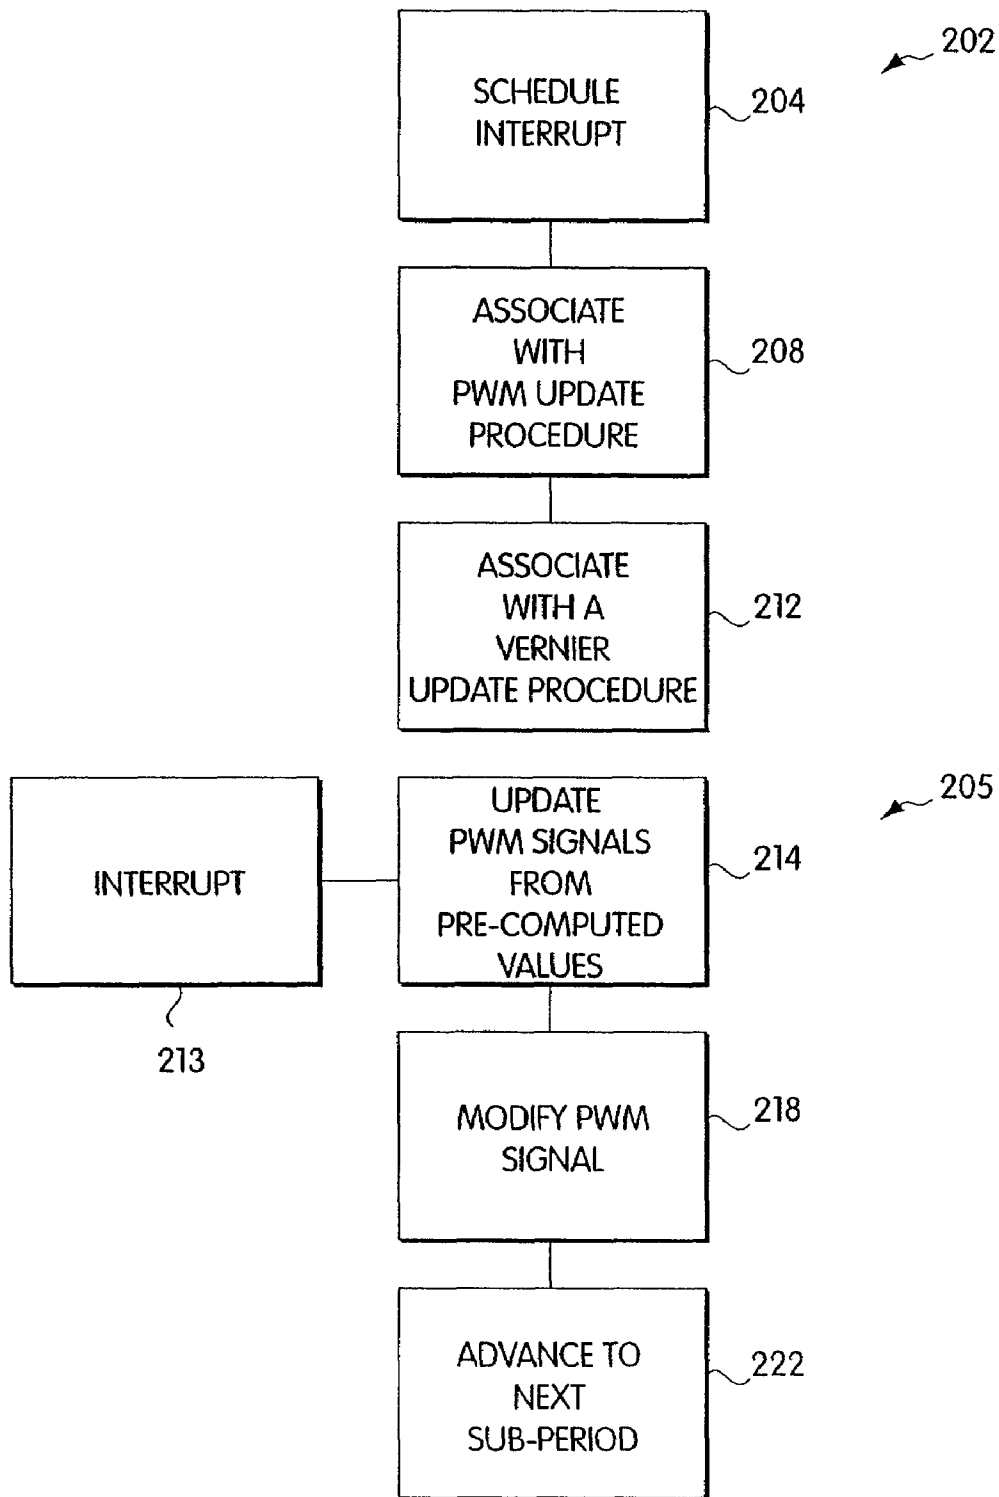 202
SCHEDULE
INTERRUPT
204
ASSOCIATE
WITH
PWM UPDATE
PROCEDURE
208
ASSOCIATE
WITH A
VERNIER
UPDATE PROCEDURE
212
205
INTERRUPT
213
UPDATE
PWM SIGNALS
FROM
PRE-COMPUTED
VALUES
214
MODIFY PWM
SIGNAL
218
ADVANCE TO
NEXT
SUB-PERIOD
222